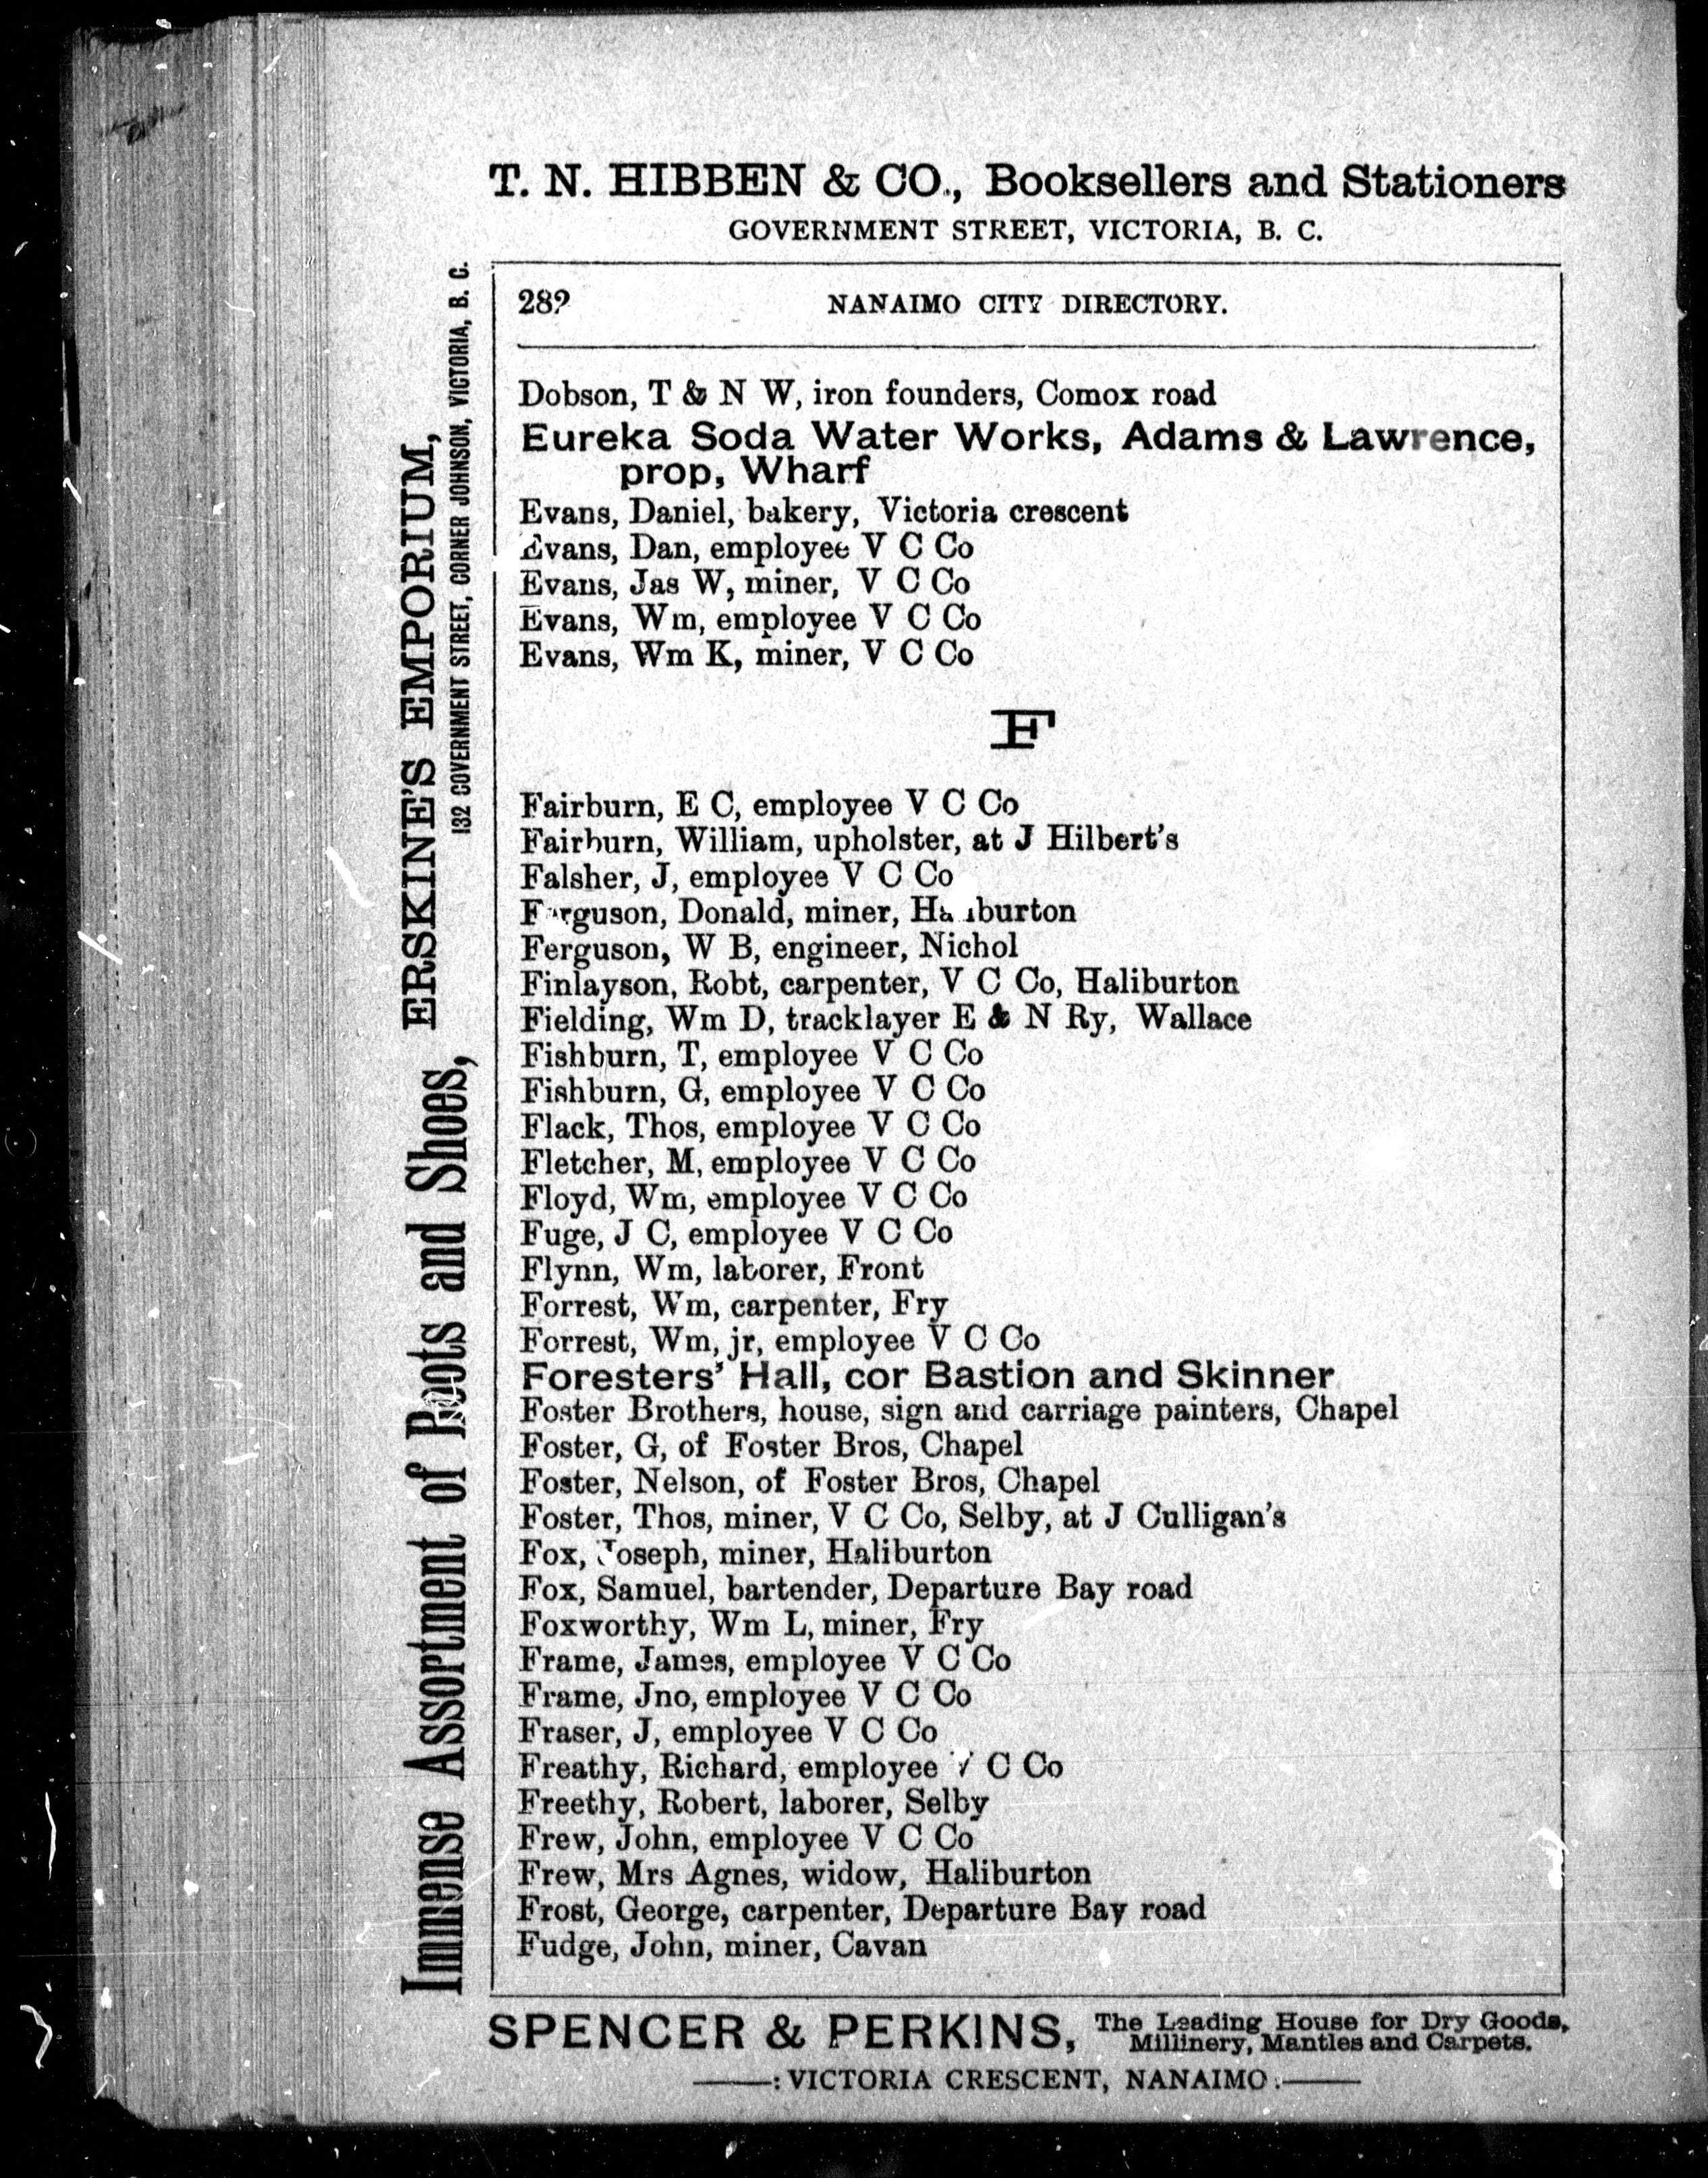 T. N. HIBBEN & CO., Booksellers and Stationers
GOVERNMENT STREET, VICTORIA, B. C.
282 NANAIMO CITY DIRECTORY.
Dobson, T & N W, iron founders, Comox road
Eureka Soda Water Works, Adams & Lawrence,
prop, Wharf
Evans, Daniel, bakery, Victoria crescent
Evans, Dan, employee V C Co
Evans, Jas W, miner, V C Co
Evans, Wm, employee V C Co
Evans, Wm K, miner, V C Co
F
Fairburn, E C, employee V C Co
Fairburn, William, upholster, at J Hilbert's
Falsher, J, employee V C Co
Ferguson, Donald, miner, Haliburton
Ferguson, W B, engineer, Nichol
Finlayson, Robt, carpenter, V C Co, Haliburton
Fielding, Wm D, tracklayer E & N Ry, Wallace
Fishburn, T, employee V C Co
Fishburn, G, employee V C Co
Flack, Thos, employee V C Co
Fletcher, M, employee V C Co
Floyd, Wm, employee V C Co
Fuge, J C, employee V C Co
Flynn, Wm, laborer, Front
Forrest, Wm, carpenter, Fry
Forrest, Wm, jr, employee V C Co
Foresters' Hall, cor Bastion and Skinner
Foster Brothers, house, sign and carriage painters, Chapel
Foster, G, of Foster Bros, Chapel
Foster, Nelson, of Foster Bros, Chapel
Foster, Thos, miner, V C Co, Selby, at J Culligan's
Fox, Joseph, miner, Haliburton
Fox, Samuel, bartender, Departure Bay road
Foxworthy, Wm L, miner, Fry
Frame, James, employee V C Co
Frame, Jno, employee V C Co
Fraser, J, employee V C Co
Freathy, Richard, employee V C Co
Freethy, Robert, laborer, Selby
Frew, John, employee V C Co
Frew, Mrs Agnes, widow, Haliburton
Frost, George, carpenter, Departure Bay road
Fudge, John, miner, Cavan
SPENCER & PERKINS, The Leading House for Dry Goods,
Millinery, Mantles and Carpets.
——: VICTORIA CRESCENT, NANAIMO :——
Immense Assortment of Boots and Shoes, ERSKINE'S EMPORIUM,
132 GOVERNMENT STREET, CORNER JOHNSON, VICTORIA, B. C.